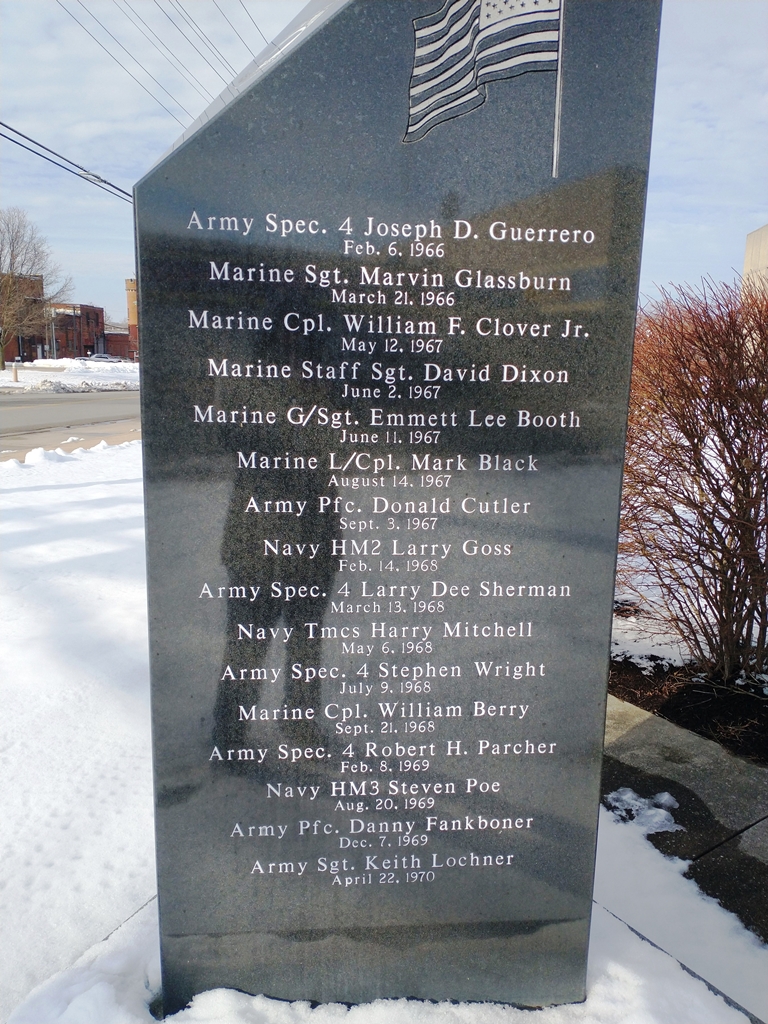 Army Spec. 4 Joseph D. Guerrero
Feb. 6, 1966
Marine Sgt. Marvin Glassburn
March 21, 1966
Marine Cpl. William F. Clover Jr.
May 12, 1967
Marine Staff Sgt. David Dixon
June 2, 1967
Marine G/Sgt. Emmett Lee Booth
June 11, 1967
Marine L/Cpl. Mark Black
August 14, 1967
Army Pfc. Donald Cutler
Sept. 3, 1967
Navy HM2 Larry Goss
Feb. 14, 1968
Army Spec. 4 Larry Dee Sherman
March 13, 1968
Navy Tmcs Harry Mitchell
May 6, 1968
Army Spec. 4 Stephen Wright
July 9, 1968
Marine Cpl. William Berry
Sept. 21, 1968
Army Spec. 4 Robert H. Parcher
Feb. 8, 1969
Navy HM3 Steven Poe
Aug. 20, 1969
Army Pfc. Danny Fankboner
Dec. 7, 1969
Army Sgt. Keith Lochner
April 22, 1970